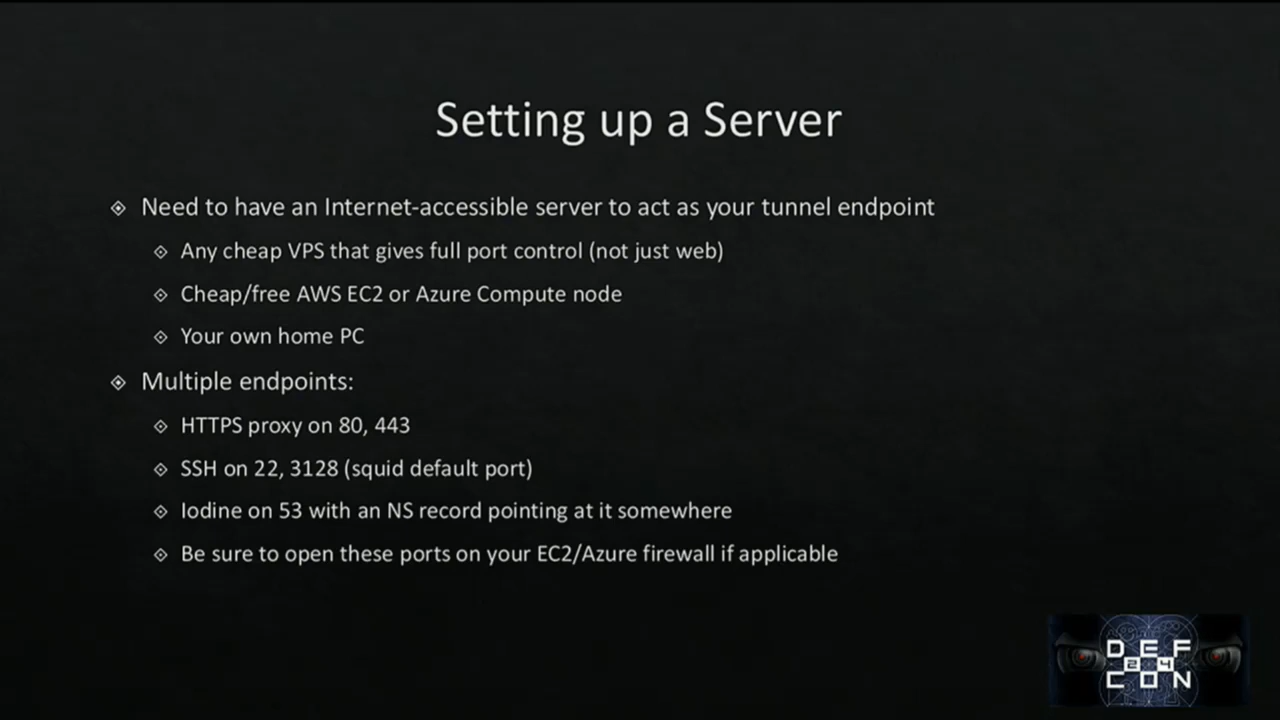 Setting up a Server
Need to have an Internet-accessible server to act as your tunnel endpoint
Any cheap VPS that gives full port control (not just web)
Cheap/free AWS EC2 or Azure Compute node
Your own home PC
Multiple endpoints:
HTTPS proxy on 80, 443
SSH on 22, 3128 (squid default port)
Iodine on 53 with an NS record pointing at it somewhere
Be sure to open these ports on your EC2/Azure firewall if applicable
DEF
24
CON